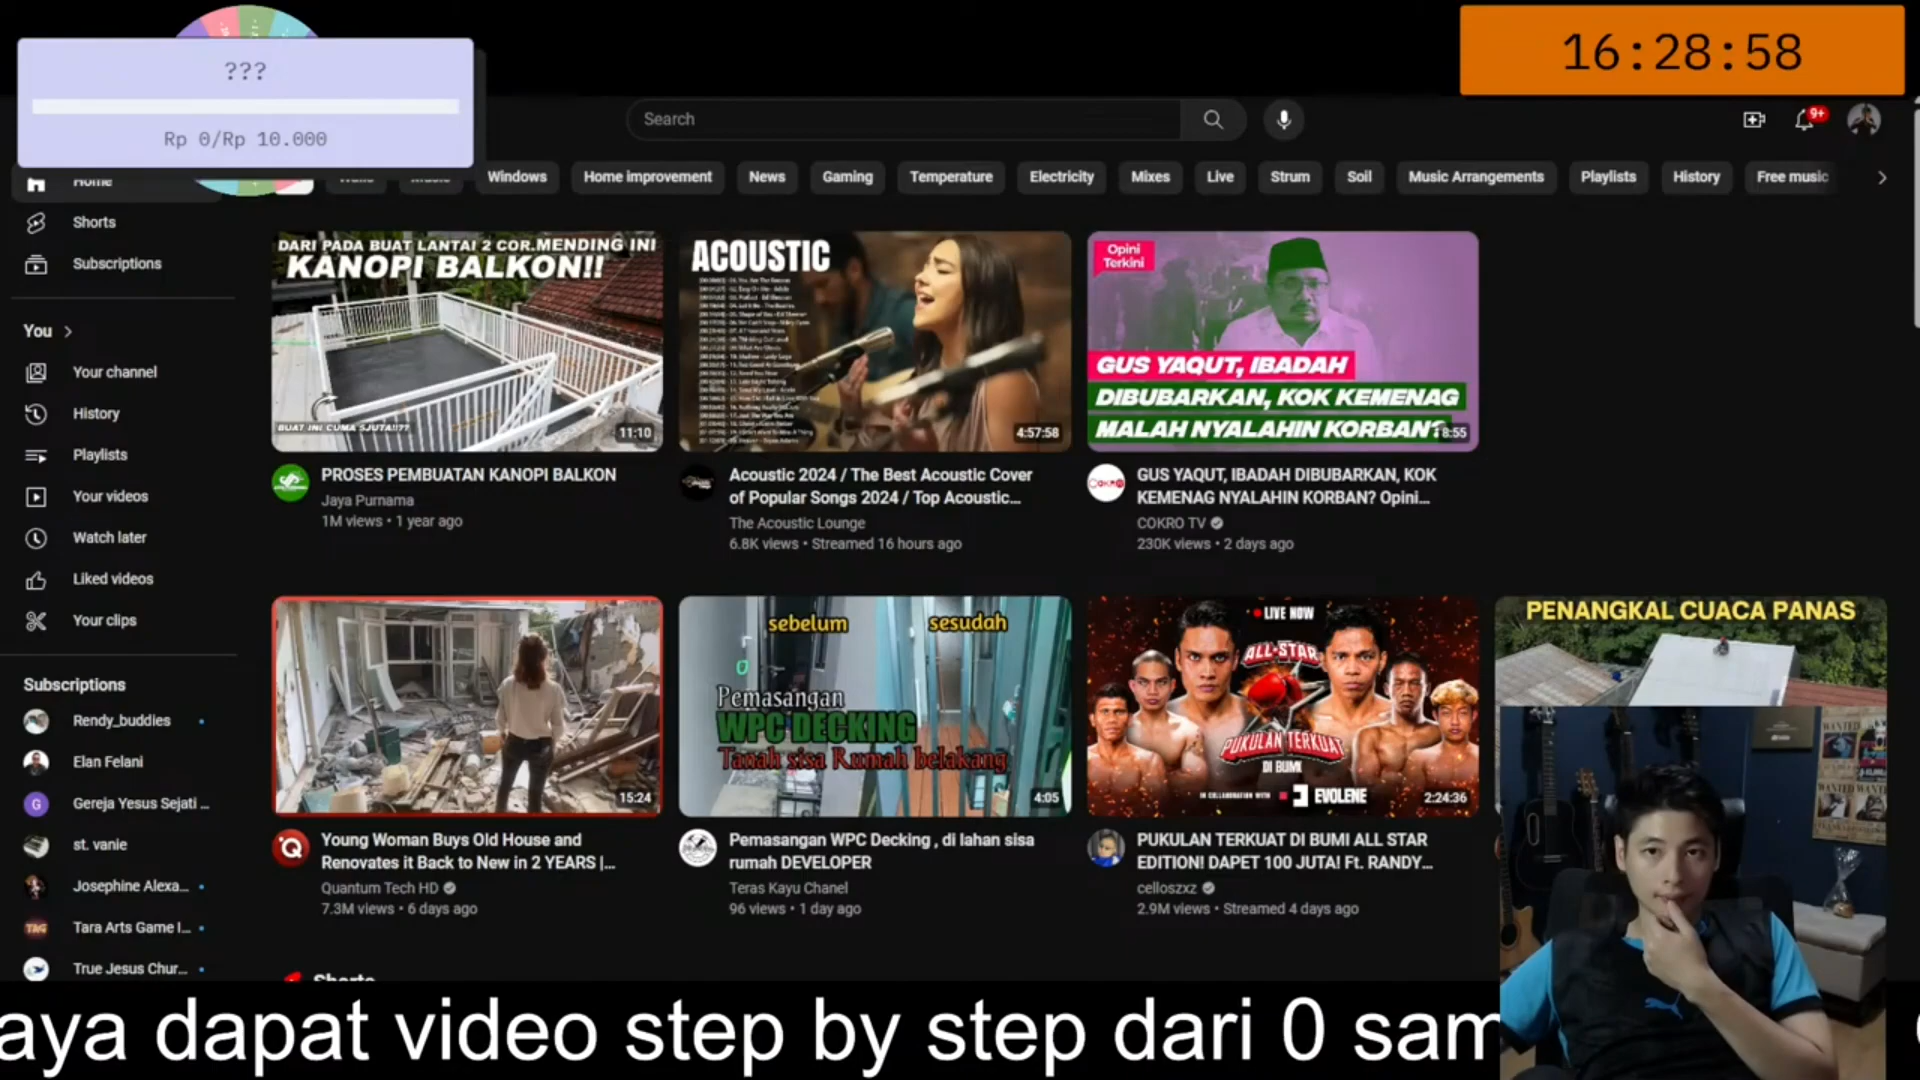 ???
Rp 0/Rp 10.000
16:28:58
Search
9+
Home
Windows
Home improvement
News
Gaming
Temperature
Electricity
Mixes
Live
Strum
Soil
Music Arrangements
Playlists
History
Free music
Shorts
Subscriptions
You
Your channel
History
Playlists
Your videos
Watch later
Liked videos
Your clips
Subscriptions
Rendy_buddies
Elan Felani
G
Gereja Yesus Sejati ...
st. vanie
Josephine Alexa...
TAG
Tara Arts Game I...
True Jesus Chur...
DARI PADA BUAT LANTAI 2 COR.MENDING INI
KANOPI BALKON!!
11:10
PROSES PEMBUATAN KANOPI BALKON
Jaya Purnama
1M views • 1 year ago
ACOUSTIC
4:57:58
Acoustic 2024 / The Best Acoustic Cover
of Popular Songs 2024 / Top Acoustic...
The Acoustic Lounge
6.8K views • Streamed 16 hours ago
Opini
Terkini
GUS YAQUT, IBADAH
DIBUBARKAN, KOK KEMENAG
MALAH NYALAHIN KORBAN?
8:55
GUS YAQUT, IBADAH DIBUBARKAN, KOK
KEMENAG NYALAHIN KORBAN? Opini...
COKRO TV
230K views • 2 days ago
15:24
Young Woman Buys Old House and
Renovates it Back to New in 2 YEARS |...
Quantum Tech HD
7.3M views • 6 days ago
sebelum
sesudah
Pemasangan
WPC DECKING
Tanah sisa Rumah belakang
4:05
Pemasangan WPC Decking , di lahan sisa
rumah DEVELOPER
Teras Kayu Chanel
96 views • 1 day ago
LIVE NOW
ALL-STAR
PUKULAN TERKUAT
DI BUMI
IN COLLABORATION WITH
EVOLENE
2:24:36
PUKULAN TERKUAT DI BUMI ALL STAR
EDITION! DAPET 100 JUTA! Ft. RANDY...
celloszxz
2.9M views • Streamed 4 days ago
PENANGKAL CUACA PANAS
WANTED
Shorts
aya dapat video step by step dari 0 sam